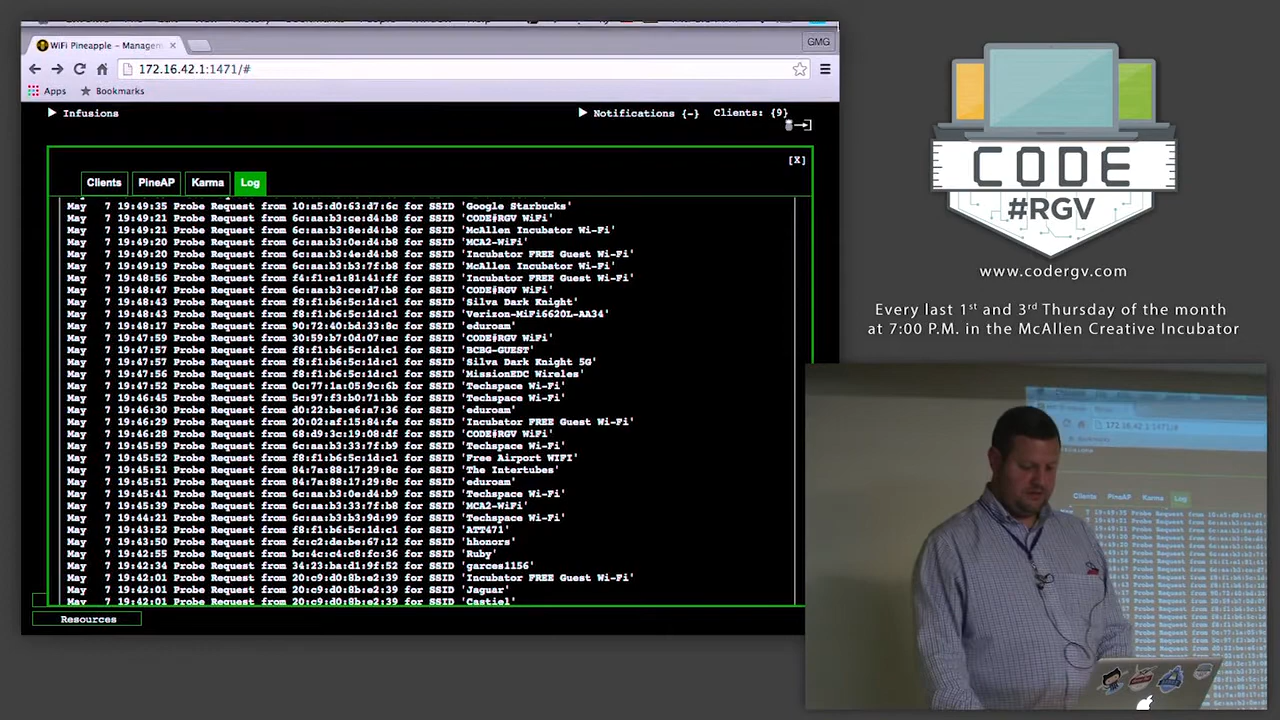 WiFi Pineapple - Managem
GMG
172.16.42.1:1471/#
Apps Bookmarks
Infusions Notifications {-} Clients: {9}
[X]
Clients PineAP Karma Log
May 7 19:49:35 Probe Request from 10:a5:d0:63:d7:6c for SSID 'Google Starbucks'
May 7 19:49:21 Probe Request from 6c:aa:b3:0e:d4:b8 for SSID 'CODE#RGV WiFi'
May 7 19:49:21 Probe Request from 6c:aa:b3:4e:d4:b8 for SSID 'McAllen Incubator Wi-Fi'
May 7 19:49:20 Probe Request from 6c:aa:b3:0e:d4:b8 for SSID 'MCA2-WiFi'
May 7 19:49:20 Probe Request from 6c:aa:b3:4e:d4:b8 for SSID 'Incubator FREE Guest Wi-Fi'
May 7 19:49:19 Probe Request from 6c:aa:b3:b3:7f:b8 for SSID 'McAllen Incubator Wi-Fi'
May 7 19:48:56 Probe Request from f4:f1:e1:81:41:ff for SSID 'Incubator FREE Guest Wi-Fi'
May 7 19:48:47 Probe Request from 6c:aa:b3:33:7f:b8 for SSID 'CODE#RGV WiFi'
May 7 19:48:43 Probe Request from f8:f1:b6:5c:1d:c1 for SSID 'Silva Dark Knight'
May 7 19:48:43 Probe Request from f8:f1:b6:5c:1d:c1 for SSID 'Verizon-MiFi6620L-AA34'
May 7 19:48:17 Probe Request from 90:72:40:bd:33:8c for SSID 'eduroam'
May 7 19:47:59 Probe Request from 30:59:b7:0d:07:ac for SSID 'CODE#RGV WiFi'
May 7 19:47:57 Probe Request from f8:f1:b6:5c:1d:c1 for SSID 'BCBG-GUEST'
May 7 19:47:57 Probe Request from f8:f1:b6:5c:1d:c1 for SSID 'Silva Dark Knight 5G'
May 7 19:47:56 Probe Request from f8:f1:b6:5c:1d:c1 for SSID 'MissionEDC Wireles'
May 7 19:47:52 Probe Request from 0c:77:1a:05:9c:6b for SSID 'Techspace Wi-Fi'
May 7 19:46:45 Probe Request from 5c:97:f3:b0:71:bb for SSID 'Techspace Wi-Fi'
May 7 19:46:30 Probe Request from d0:22:be:e6:a7:36 for SSID 'eduroam'
May 7 19:46:29 Probe Request from 20:02:af:15:84:fe for SSID 'Incubator FREE Guest Wi-Fi'
May 7 19:46:28 Probe Request from 68:d9:3c:19:08:df for SSID 'CODE#RGV WiFi'
May 7 19:45:59 Probe Request from 6c:aa:b3:33:7f:b9 for SSID 'Techspace Wi-Fi'
May 7 19:45:52 Probe Request from f8:f1:b6:5c:1d:c1 for SSID 'Free Airport WIFI'
May 7 19:45:51 Probe Request from 84:7a:88:17:29:8c for SSID 'The Intertubes'
May 7 19:45:51 Probe Request from 84:7a:88:17:29:8c for SSID 'eduroam'
May 7 19:45:41 Probe Request from 6c:aa:b3:0e:d4:b9 for SSID 'Techspace Wi-Fi'
May 7 19:45:39 Probe Request from 6c:aa:b3:33:7f:b8 for SSID 'MCA2-WiFi'
May 7 19:44:21 Probe Request from 6c:aa:b3:b3:9d:99 for SSID 'Techspace Wi-Fi'
May 7 19:43:52 Probe Request from f8:f1:b6:5c:1d:c1 for SSID 'ATT471'
May 7 19:43:50 Probe Request from fc:c2:de:be:67:12 for SSID 'hhonors'
May 7 19:42:55 Probe Request from bc:4c:c4:c8:fc:36 for SSID 'Ruby'
May 7 19:42:34 Probe Request from 34:23:ba:d1:9f:52 for SSID 'garces1156'
May 7 19:42:01 Probe Request from 20:c9:d0:8b:e2:39 for SSID 'Incubator FREE Guest Wi-Fi'
May 7 19:42:01 Probe Request from 20:c9:d0:8b:e2:39 for SSID 'Jaguar'
May 7 19:42:01 Probe Request from 20:c9:d0:8b:e2:39 for SSID 'Castiel'
Resources
CODE
#RGV
www.codergv.com
Every last 1st and 3rd Thursday of the month
at 7:00 P.M. in the McAllen Creative Incubator
172.16.42.1:1471/#
Clients PineAP Karma Log